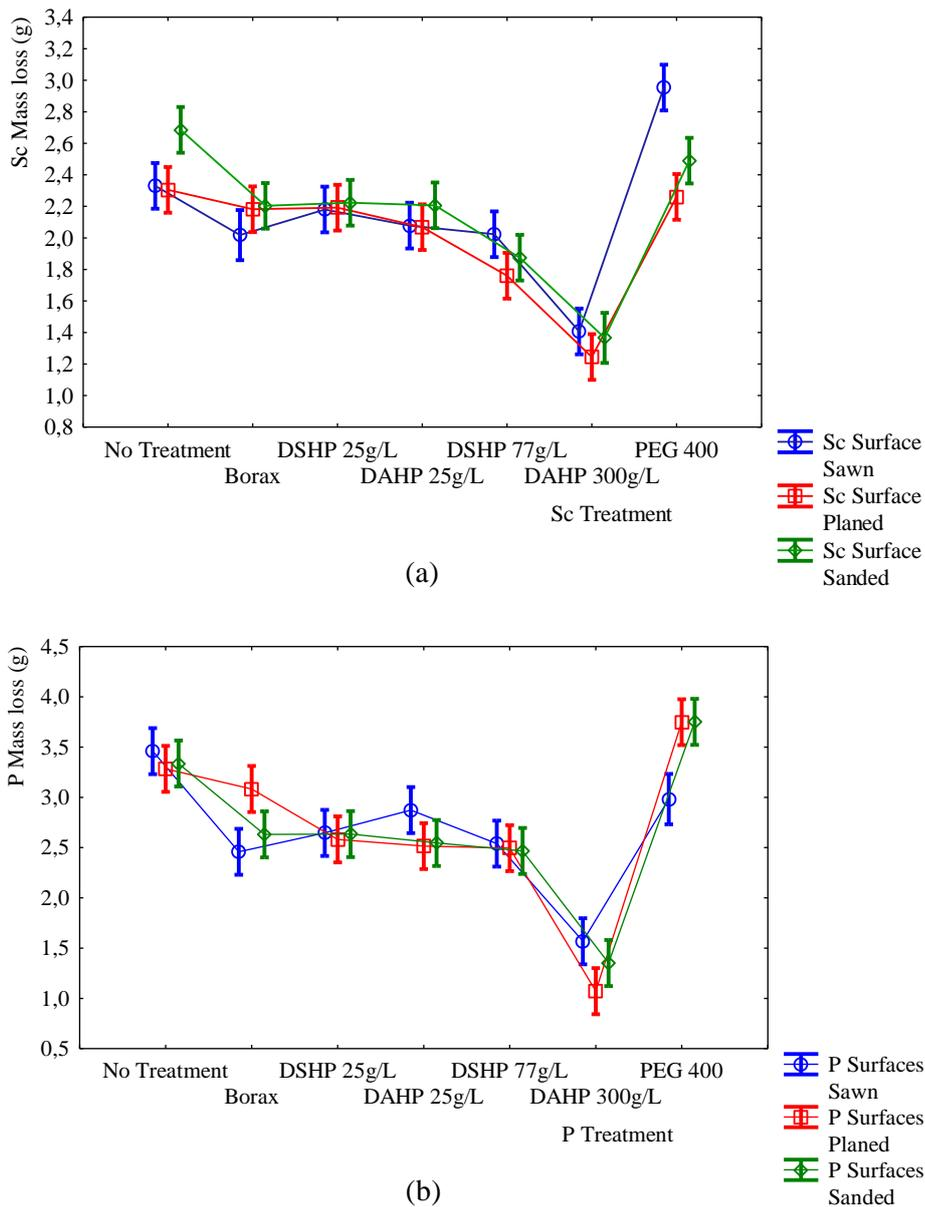 Sc Mass loss (g)
3,4
3,2
3,0
2,8
2,6
2,4
2,2
2,0
1,8
1,6
1,4
1,2
1,0
0,8
No Treatment DSHP 25g/L DSHP 77g/L PEG 400
Borax DAHP 25g/L DAHP 300g/L
Sc Treatment
Sc Surface
Sawn
Sc Surface
Planed
Sc Surface
Sanded
(a)
P Mass loss (g)
4,5
4,0
3,5
3,0
2,5
2,0
1,5
1,0
0,5
No Treatment DSHP 25g/L DSHP 77g/L PEG 400
Borax DAHP 25g/L DAHP 300g/L
P Treatment
P Surfaces
Sawn
P Surfaces
Planed
P Surfaces
Sanded
(b)